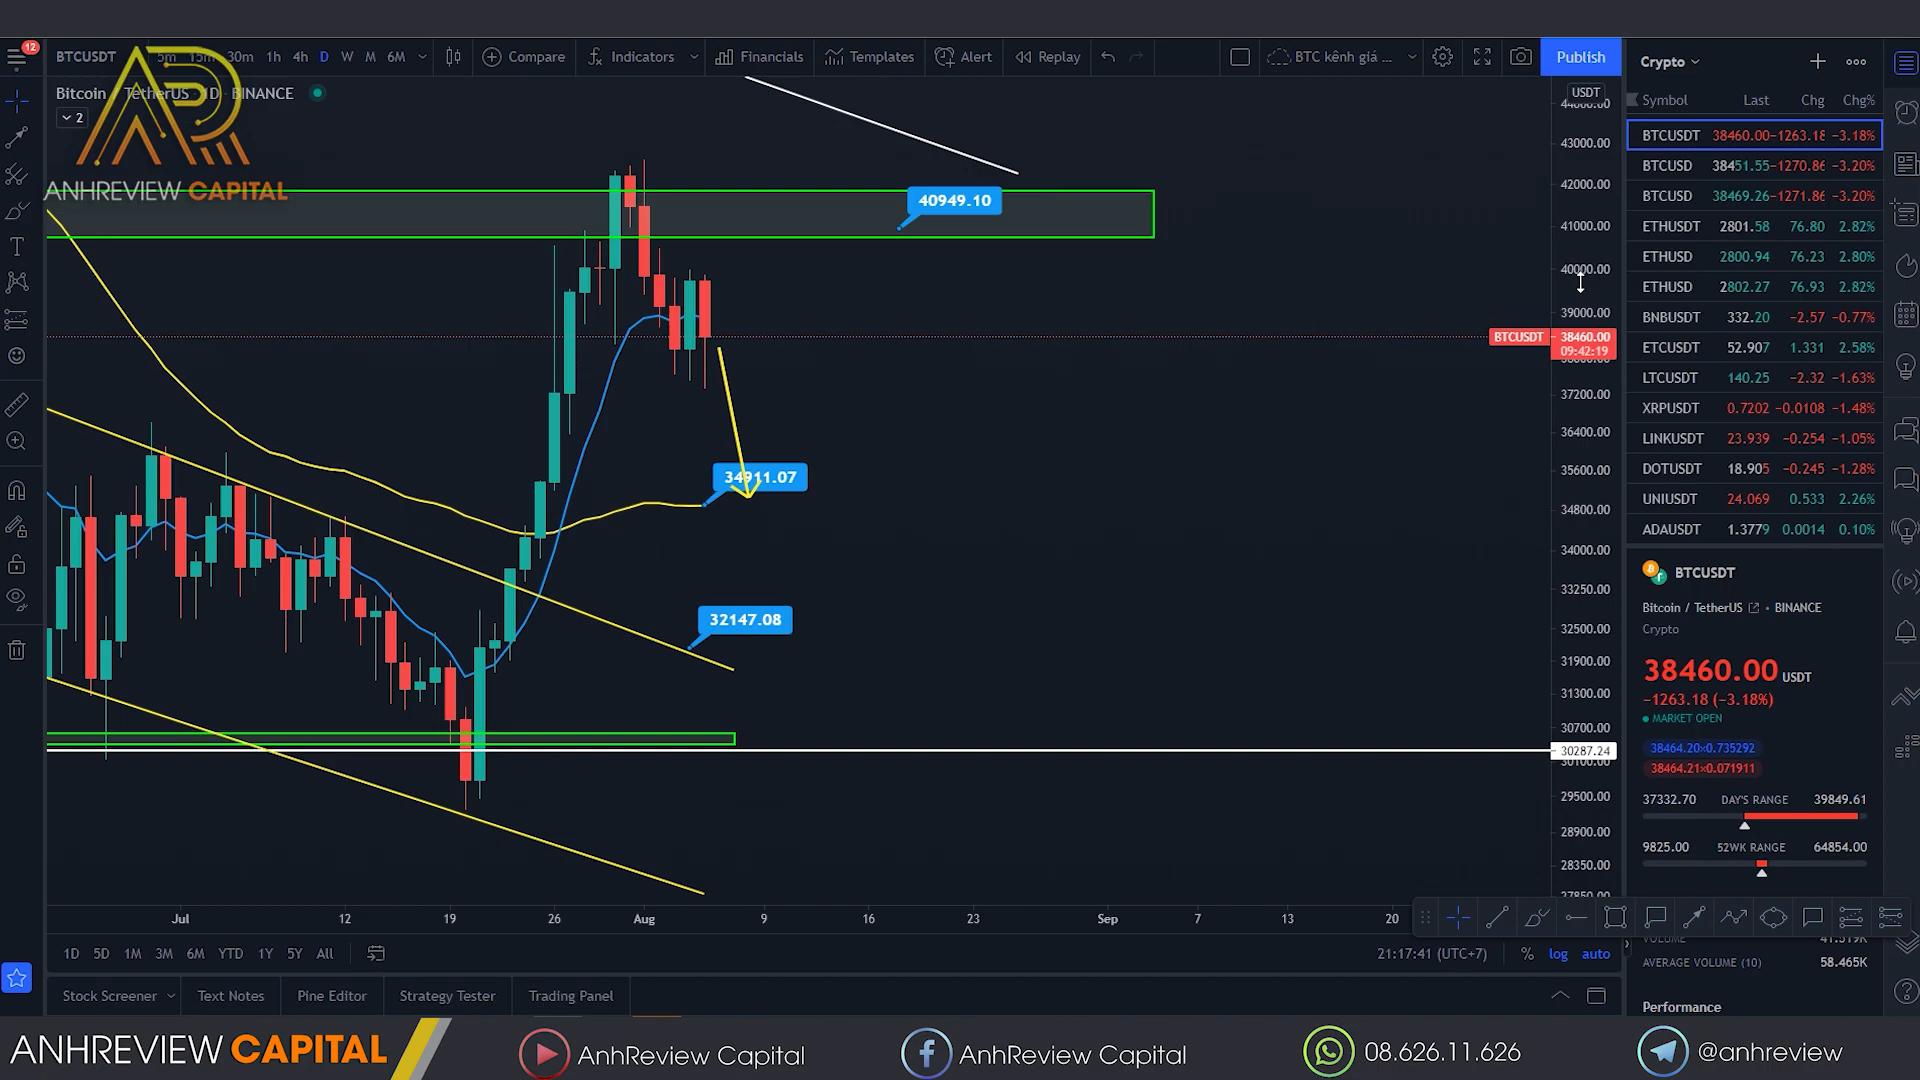 12
BTCUSDT 5m 15m 30m 1h 4h D W M 6M Compare Indicators Financials Templates Alert Replay BTC kênh giá ... Publish
Bitcoin / TetherUS 1D BINANCE
2
ANHREVIEW CAPITAL
40949.10
34911.07
32147.08
USDT
44000.00
43000.00
42000.00
41000.00
40000.00
39000.00
BTCUSDT 38460.00
09:42:19
38000.00
37200.00
36400.00
35600.00
34800.00
34000.00
33250.00
32500.00
31900.00
31300.00
30700.00
30287.24
30100.00
29500.00
28900.00
28350.00
27850.00
Jul 12 19 26 Aug 9 16 23 Sep 7 13 20
1D 5D 1M 3M 6M YTD 1Y 5Y All 21:17:41 (UTC+7) % log auto
Stock Screener Text Notes Pine Editor Strategy Tester Trading Panel
Crypto
Symbol Last Chg Chg%
BTCUSDT 38460.00 −1263.18 −3.18%
BTCUSD 38451.55 −1270.86 −3.20%
BTCUSD 38469.26 −1271.86 −3.20%
ETHUSDT 2801.58 76.80 2.82%
ETHUSD 2800.94 76.23 2.80%
ETHUSD 2802.27 76.93 2.82%
BNBUSDT 332.20 −2.57 −0.77%
ETCUSDT 52.907 1.331 2.58%
LTCUSDT 140.25 −2.32 −1.63%
XRPUSDT 0.7202 −0.0108 −1.48%
LINKUSDT 23.939 −0.254 −1.05%
DOTUSDT 18.905 −0.245 −1.28%
UNIUSDT 24.069 0.533 2.26%
ADAUSDT 1.3779 0.0014 0.10%
BTCUSDT
Bitcoin / TetherUS • BINANCE
Crypto
38460.00 USDT
−1263.18 (−3.18%)
MARKET OPEN
38464.20×0.735292
38464.21×0.071911
37332.70 DAY'S RANGE 39849.61
9825.00 52WK RANGE 64854.00
VOLUME 41.519K
AVERAGE VOLUME (10) 58.465K
Performance
ANHREVIEW CAPITAL AnhReview Capital AnhReview Capital 08.626.11.626 @anhreview